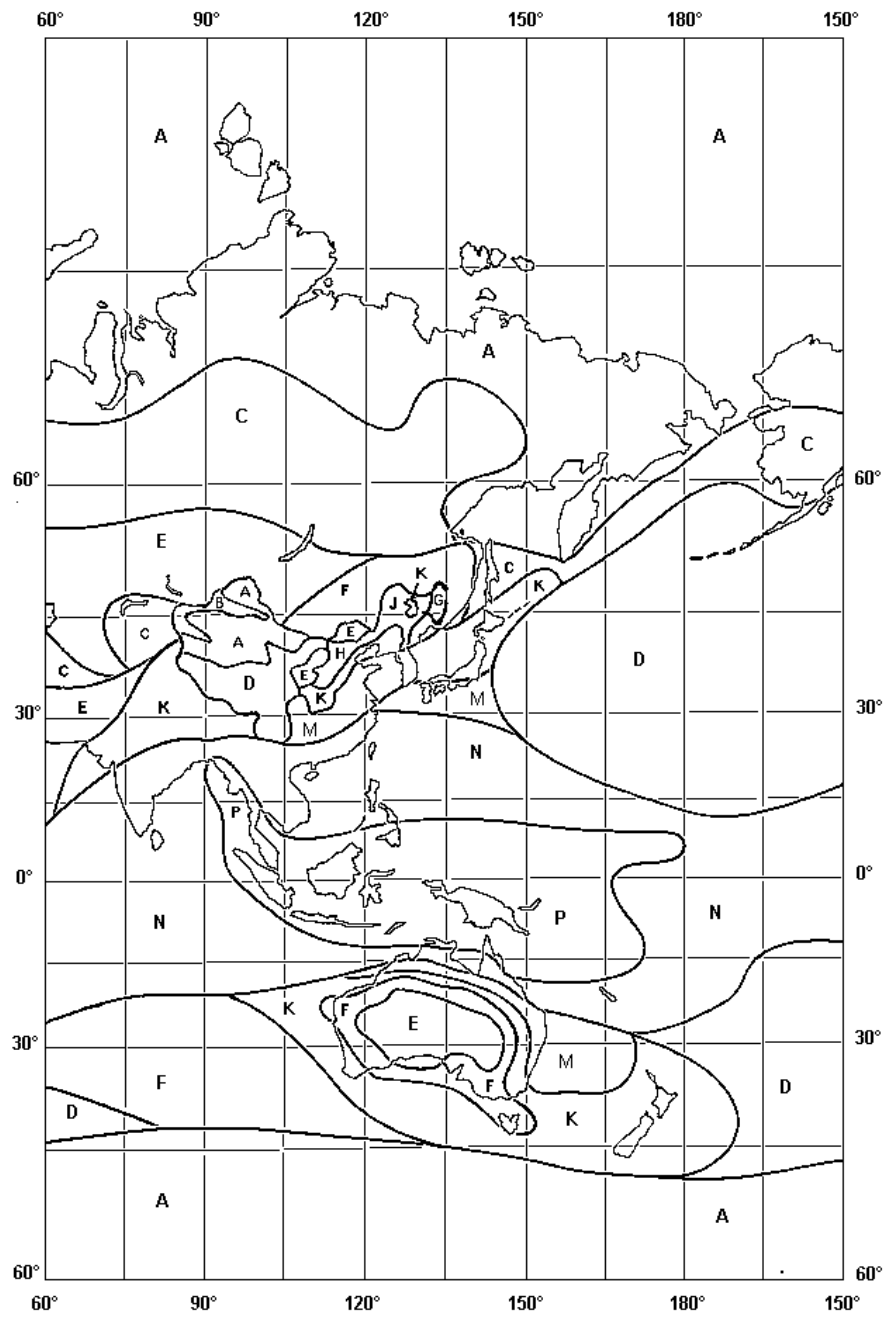 60° 90° 120° 150° 180° 150°
A A
A
C
C
60° 60°
E
K
C
A F K
B J G
C E
A H D
C E
D
E K K
30° M 30°
M
N
P
0° 0°
P
N N
K F
E
30° 30°
M
F F
D
D K
A
A
60° 60°
60° 90° 120° 150° 180° 150°